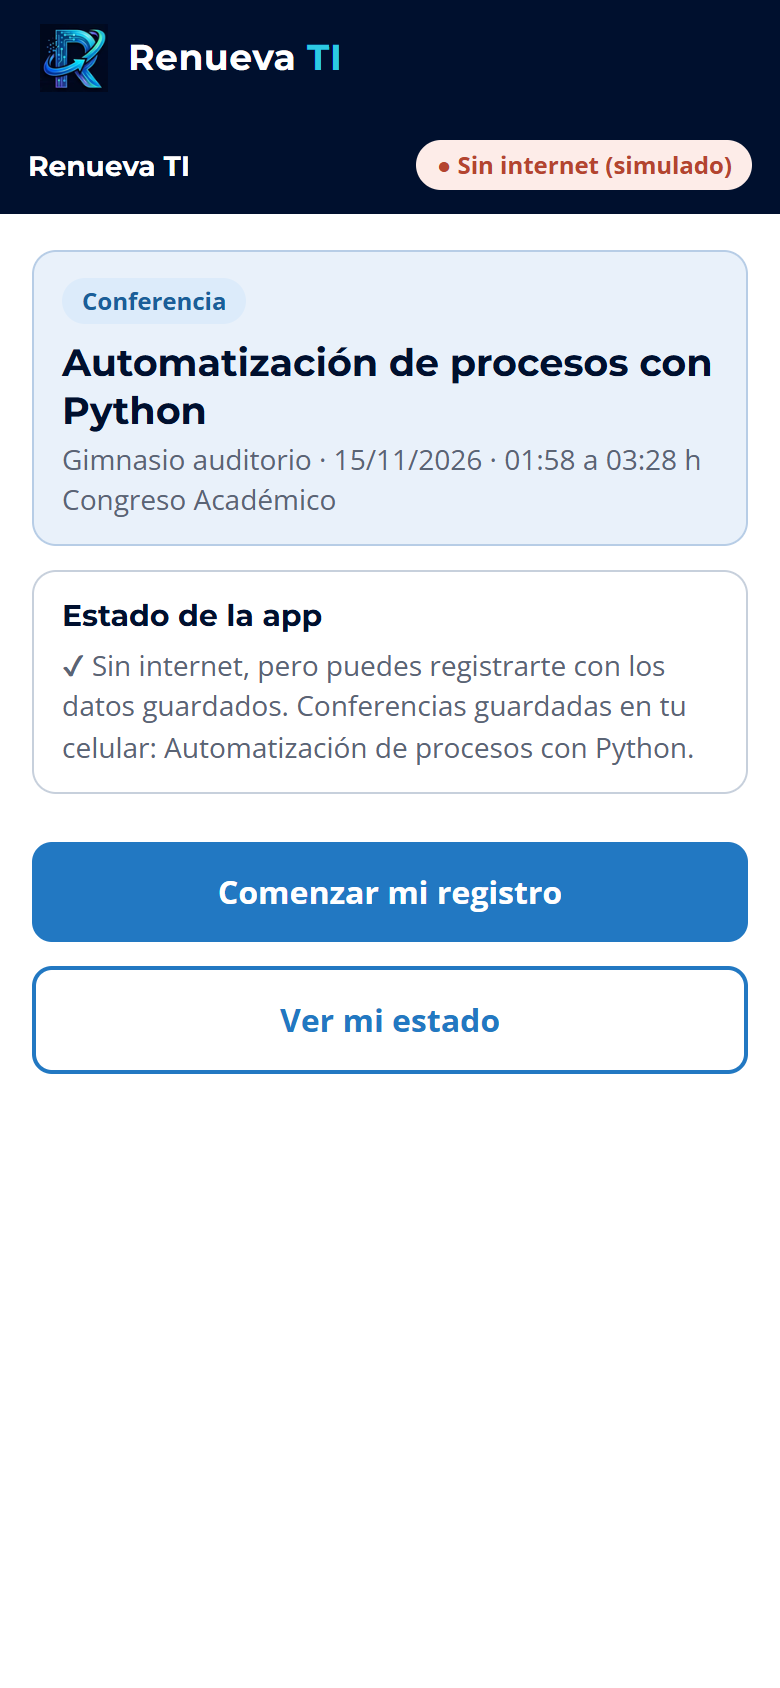 Renueva TI
Renueva TI
● Sin internet (simulado)
Conferencia
Automatización de procesos con
Python
Gimnasio auditorio · 15/11/2026 · 01:58 a 03:28 h
Congreso Académico
Estado de la app
✓ Sin internet, pero puedes registrarte con los
datos guardados. Conferencias guardadas en tu
celular: Automatización de procesos con Python.
Comenzar mi registro
Ver mi estado